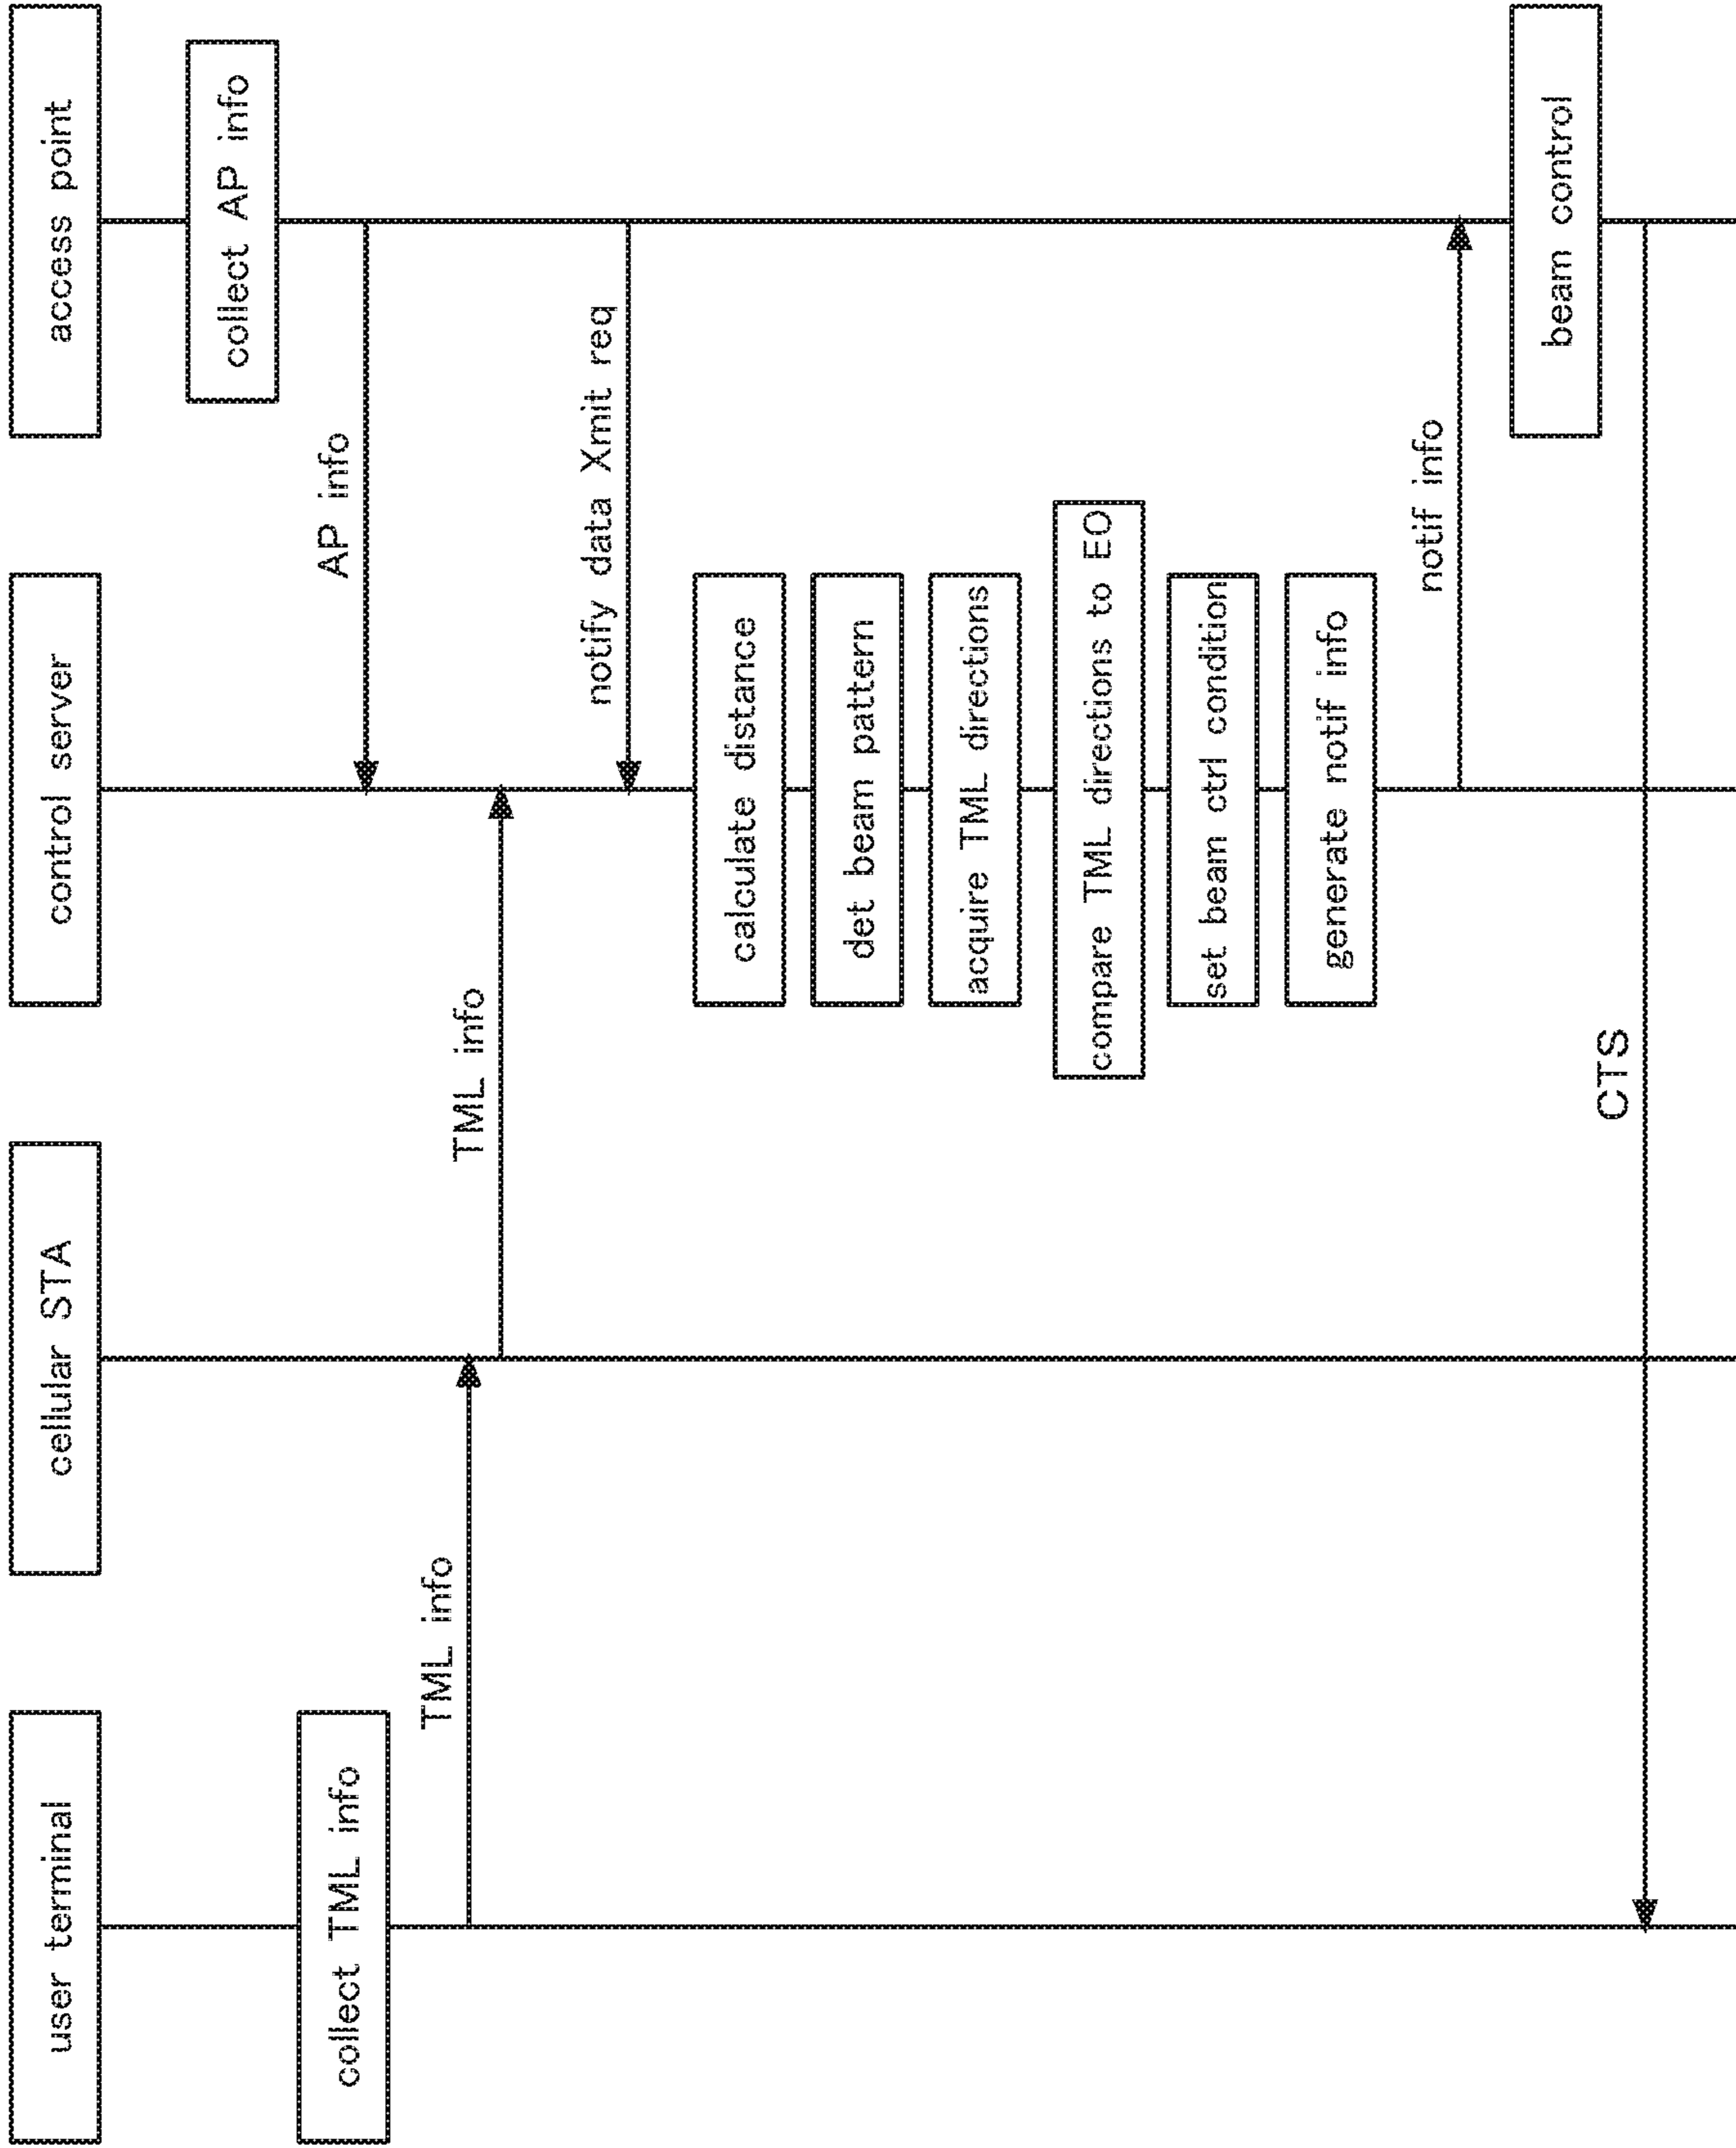 user terminal
cellular STA
control server
access point
collect AP info
collect TML info
AP info
TML info
TML info
notify data Xmit req
calculate distance
det beam pattern
acquire TML directions
compare TML directions to EO
set beam ctrl condition
generate notif info
notif info
beam control
CTS